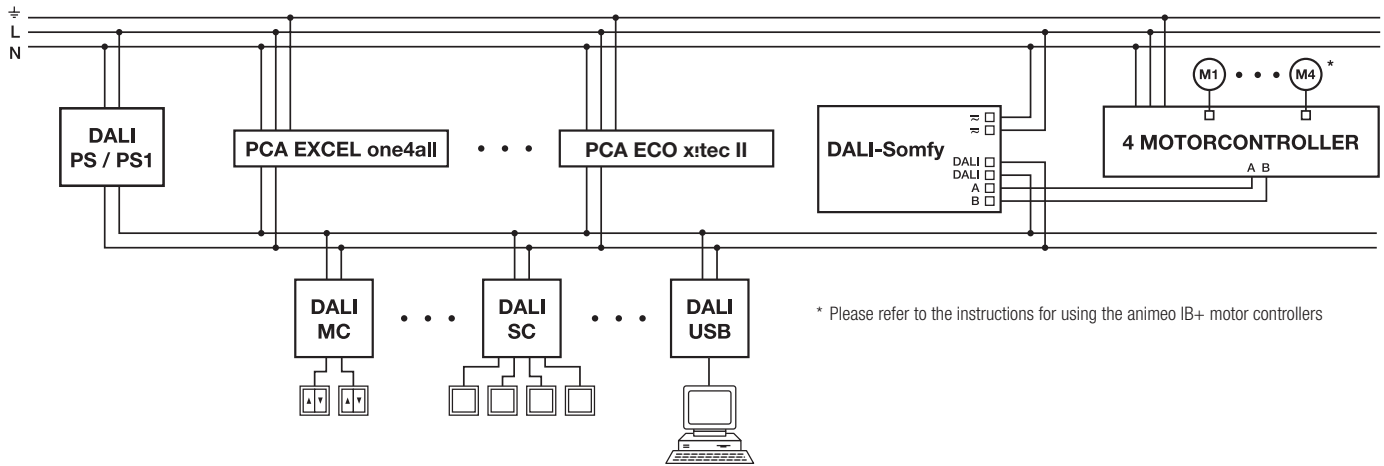 ⏚
L
N
M1 • • • M4 *
DALI
PS / PS1
PCA EXCEL one4all
• • •
PCA ECO x!tec II
DALI-Somfy
≂
≂
DALI
DALI
A
B
4 MOTORCONTROLLER
A B
DALI
MC
• • •
DALI
SC
• • •
DALI
USB
* Please refer to the instructions for using the animeo IB+ motor controllers